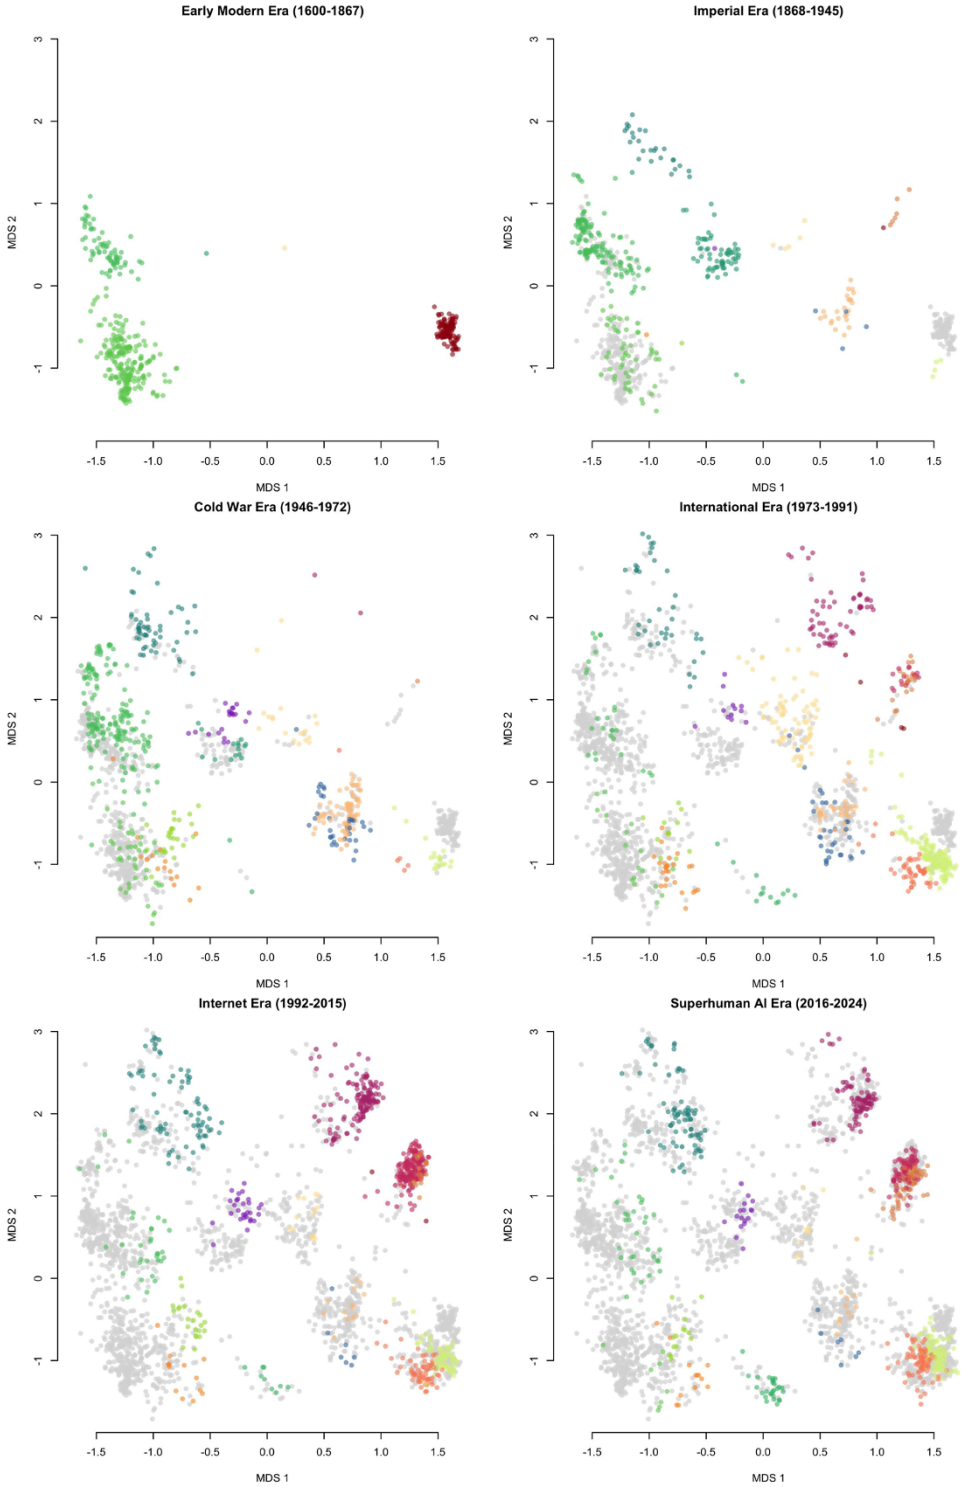 Early Modern Era (1600-1867)
3
2
1
0
-1
MDS 2
-1.5 -1.0 -0.5 0.0 0.5 1.0 1.5
MDS 1
Imperial Era (1868-1945)
3
2
1
0
-1
MDS 2
-1.5 -1.0 -0.5 0.0 0.5 1.0 1.5
MDS 1
Cold War Era (1946-1972)
3
2
1
0
-1
MDS 2
-1.5 -1.0 -0.5 0.0 0.5 1.0 1.5
MDS 1
International Era (1973-1991)
3
2
1
0
-1
MDS 2
-1.5 -1.0 -0.5 0.0 0.5 1.0 1.5
MDS 1
Internet Era (1992-2015)
3
2
1
0
-1
MDS 2
-1.5 -1.0 -0.5 0.0 0.5 1.0 1.5
MDS 1
Superhuman AI Era (2016-2024)
3
2
1
0
-1
MDS 2
-1.5 -1.0 -0.5 0.0 0.5 1.0 1.5
MDS 1